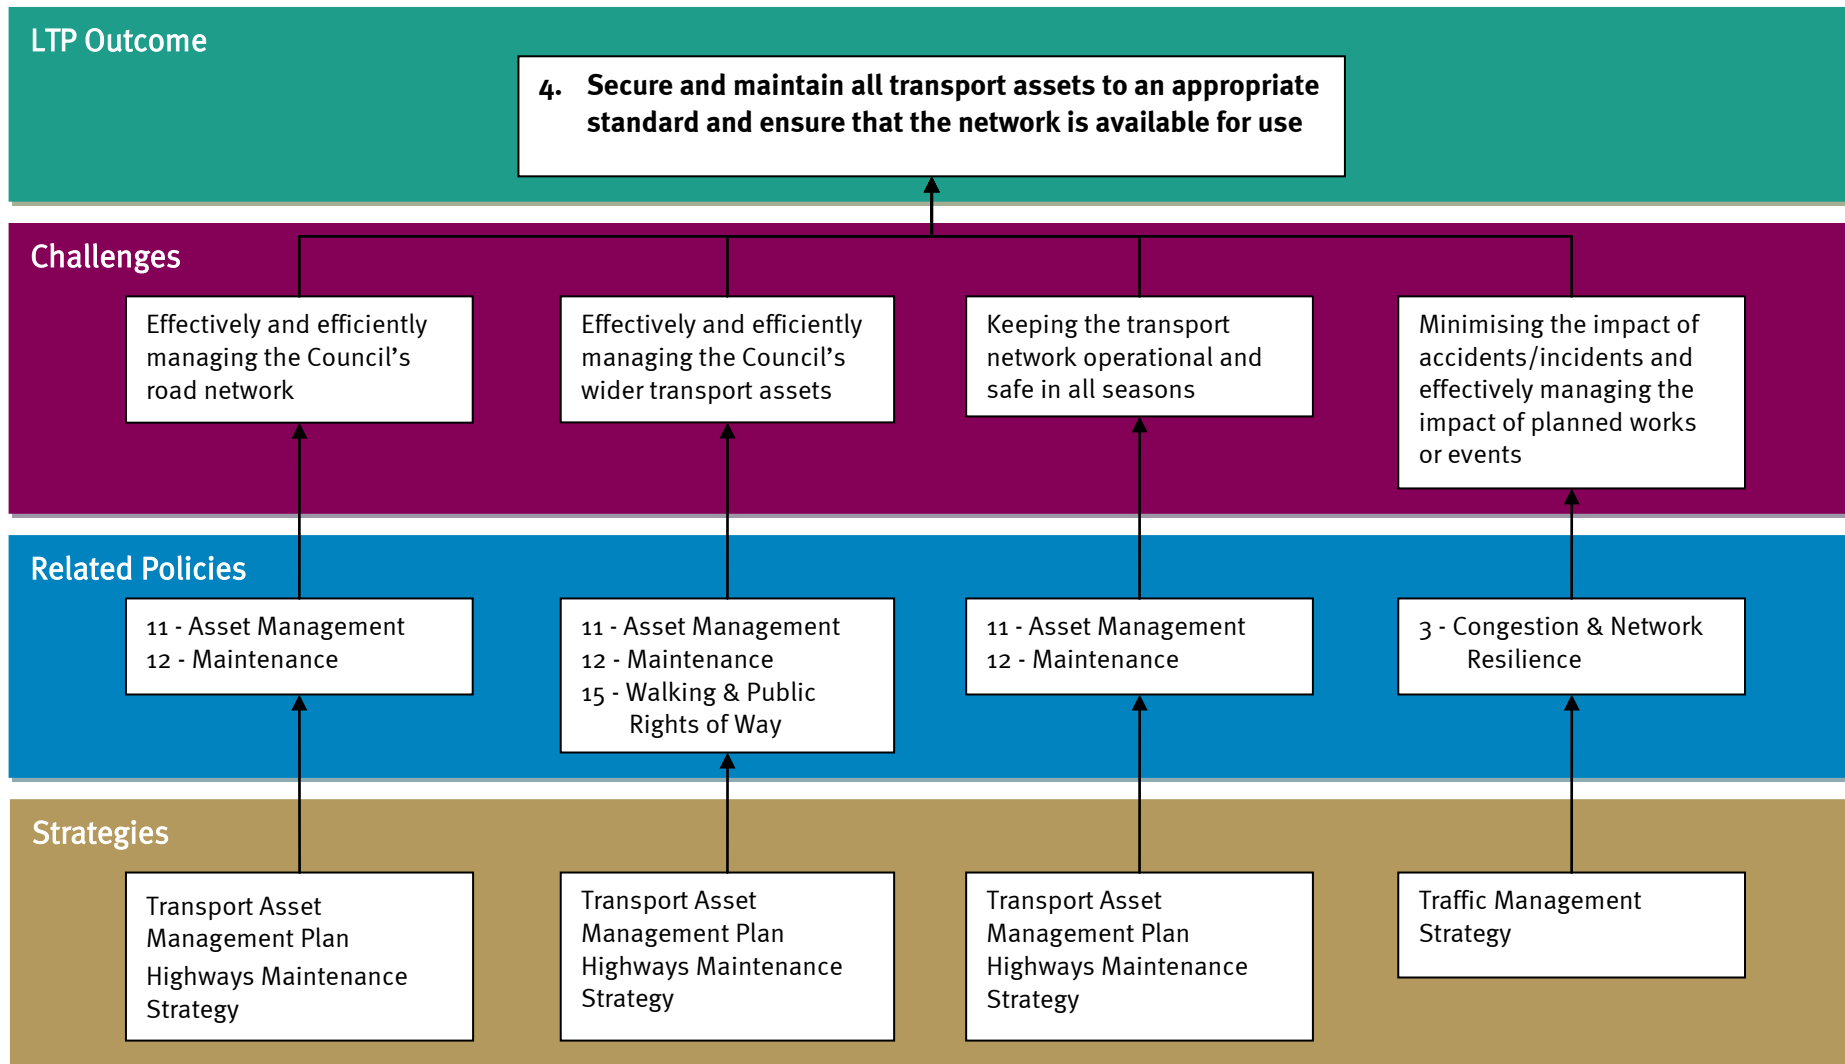 LTP Outcome
4. Secure and maintain all transport assets to an appropriate
standard and ensure that the network is available for use
Challenges
Effectively and efficiently
managing the Council’s
road network
Effectively and efficiently
managing the Council’s
wider transport assets
Keeping the transport
network operational and
safe in all seasons
Minimising the impact of
accidents/incidents and
effectively managing the
impact of planned works
or events
Related Policies
11 - Asset Management
12 - Maintenance
11 - Asset Management
12 - Maintenance
15 - Walking & Public
Rights of Way
11 - Asset Management
12 - Maintenance
3 - Congestion & Network
Resilience
Strategies
Transport Asset
Management Plan
Highways Maintenance
Strategy
Transport Asset
Management Plan
Highways Maintenance
Strategy
Transport Asset
Management Plan
Highways Maintenance
Strategy
Traffic Management
Strategy